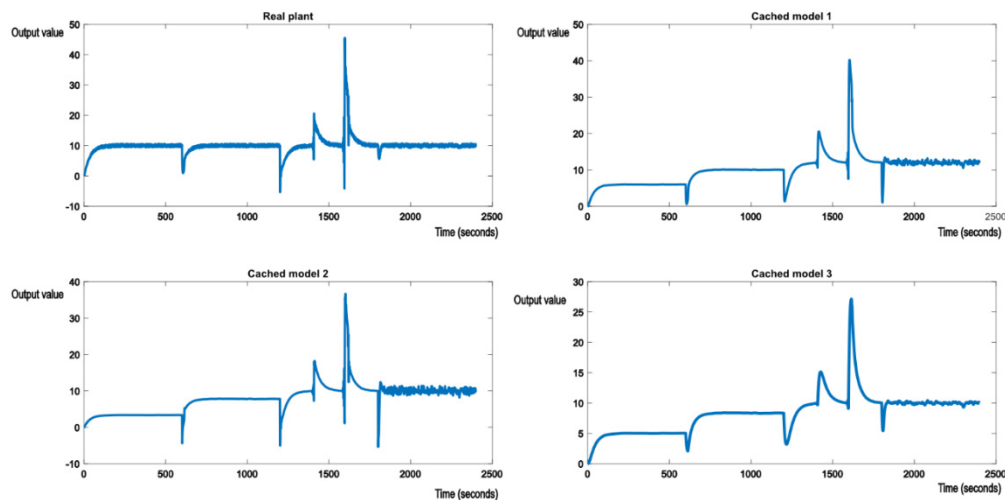 Real plant
Output value
50
40
30
20
10
0
-10
0 500 1000 1500 2000 2500
Time (seconds)
Cached model 1
Output value
50
40
30
20
10
0
0 500 1000 1500 2000 2500
Time (seconds)
Cached model 2
Output value
40
30
20
10
0
-10
0 500 1000 1500 2000 2500
Time (seconds)
Cached model 3
Output value
30
25
20
15
10
5
0
0 500 1000 1500 2000 2500
Time (seconds)